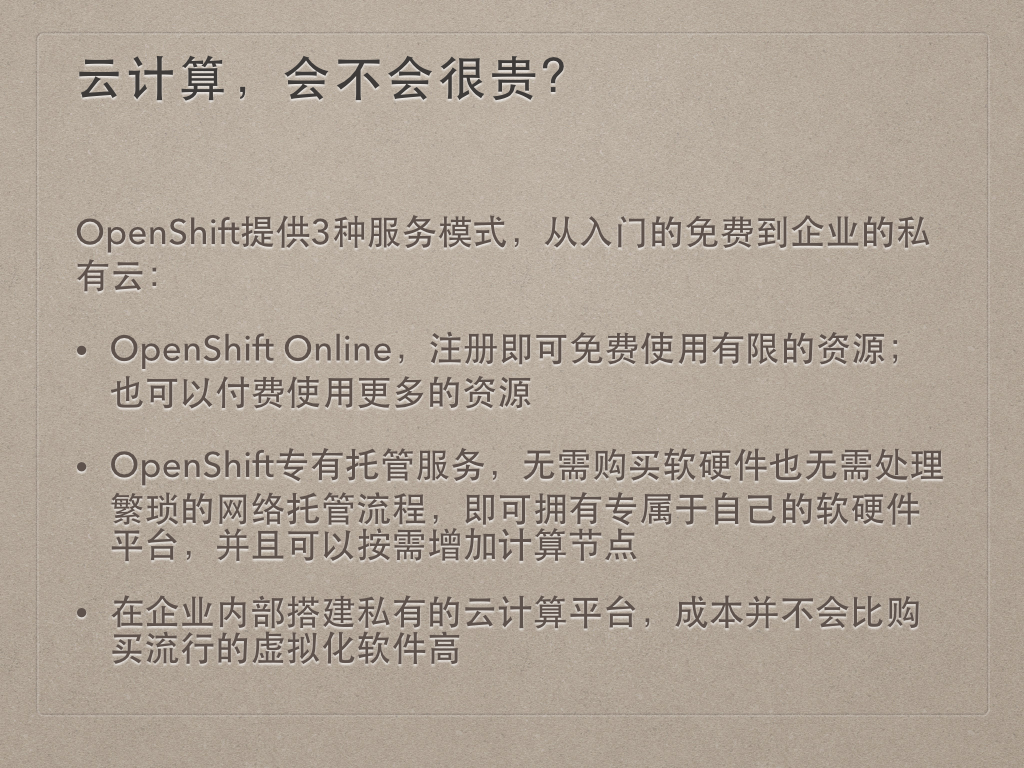 云计算，会不会很贵？
OpenShift提供3种服务模式，从入门的免费到企业的私
有云：
• OpenShift Online，注册即可免费使用有限的资源；
也可以付费使用更多的资源
• OpenShift专有托管服务，无需购买软硬件也无需处理
繁琐的网络托管流程，即可拥有专属于自己的软硬件
平台，并且可以按需增加计算节点
• 在企业内部搭建私有的云计算平台，成本并不会比购
买流行的虚拟化软件高